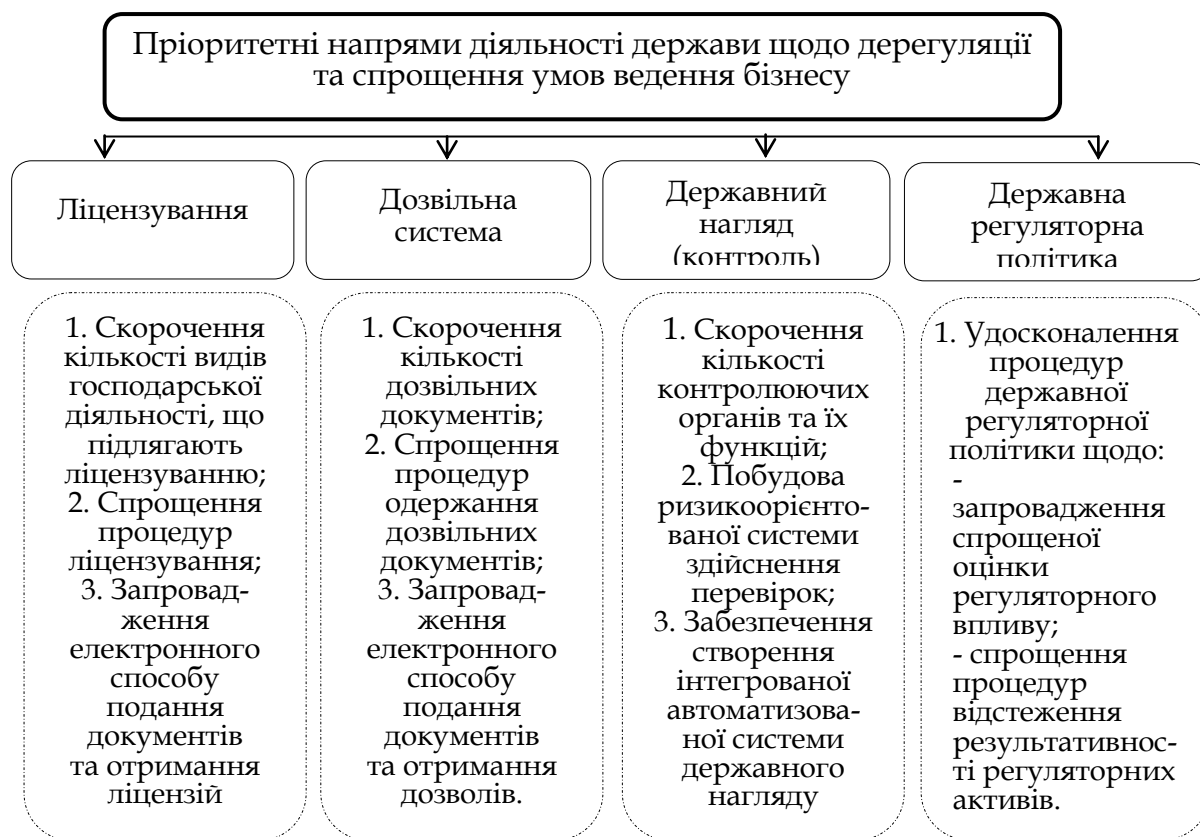 Пріоритетні напрями діяльності держави щодо дерегуляції
та спрощення умов ведення бізнесу
Ліцензування
Дозвільна
система
Державний
нагляд
(контроль)
Державна
регуляторна
політика
1. Скорочення
кількості видів
господарської
діяльності, що
підлягають
ліцензуванню;
2. Спрощення
процедур
ліцензування;
3. Запровад-
ження
електронного
способу
подання
документів
та отримання
ліцензій
1. Скорочення
кількості
дозвільних
документів;
2. Спрощення
процедур
одержання
дозвільних
документів;
3. Запровад-
ження
електронного
способу
подання
документів
та отримання
дозволів.
1. Скорочення
кількості
контролюючих
органів та їх
функцій;
2. Побудова
ризикоорієнто-
ваної системи
здійснення
перевірок;
3. Забезпечення
створення
інтегрованої
автоматизова-
ної системи
державного
нагляду
1. Удосконалення
процедур
державної
регуляторної
політики щодо:
-
запровадження
спрощеної
оцінки
регуляторного
впливу;
- спрощення
процедур
відстеження
результативнос-
ті регуляторних
активів.